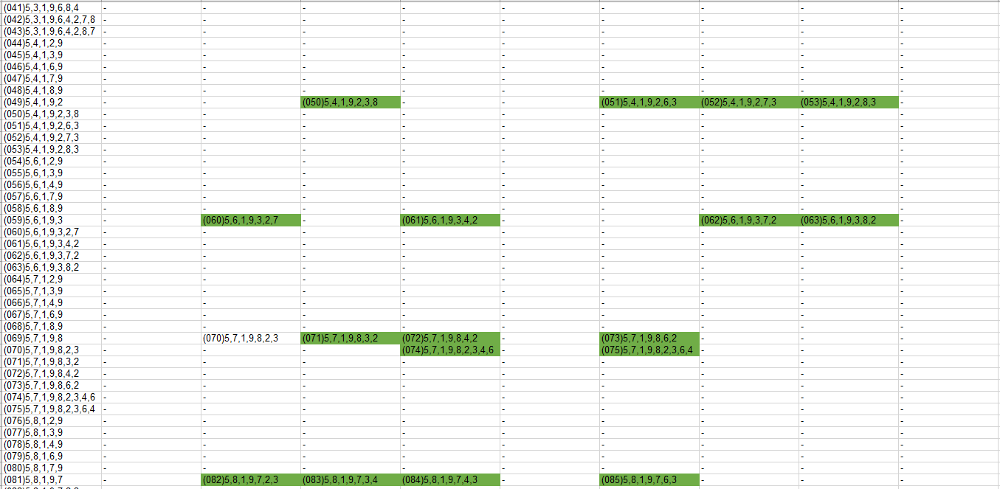 (041)5,3,1,9,6,8,4 - - - - - - - - -
(042)5,3,1,9,6,4,2,7,8 - - - - - - - - -
(043)5,3,1,9,6,4,2,8,7 - - - - - - - - -
(044)5,4,1,2,9 - - - - - - - - -
(045)5,4,1,3,9 - - - - - - - - -
(046)5,4,1,6,9 - - - - - - - - -
(047)5,4,1,7,9 - - - - - - - - -
(048)5,4,1,8,9 - - - - - - - - -
(049)5,4,1,9,2 - - (050)5,4,1,9,2,3,8 - - (051)5,4,1,9,2,6,3 (052)5,4,1,9,2,7,3 (053)5,4,1,9,2,8,3 -
(050)5,4,1,9,2,3,8 - - - - - - - - -
(051)5,4,1,9,2,6,3 - - - - - - - - -
(052)5,4,1,9,2,7,3 - - - - - - - - -
(053)5,4,1,9,2,8,3 - - - - - - - - -
(054)5,6,1,2,9 - - - - - - - - -
(055)5,6,1,3,9 - - - - - - - - -
(056)5,6,1,4,9 - - - - - - - - -
(057)5,6,1,7,9 - - - - - - - - -
(058)5,6,1,8,9 - - - - - - - - -
(059)5,6,1,9,3 - (060)5,6,1,9,3,2,7 - (061)5,6,1,9,3,4,2 - - (062)5,6,1,9,3,7,2 (063)5,6,1,9,3,8,2 -
(060)5,6,1,9,3,2,7 - - - - - - - - -
(061)5,6,1,9,3,4,2 - - - - - - - - -
(062)5,6,1,9,3,7,2 - - - - - - - - -
(063)5,6,1,9,3,8,2 - - - - - - - - -
(064)5,7,1,2,9 - - - - - - - - -
(065)5,7,1,3,9 - - - - - - - - -
(066)5,7,1,4,9 - - - - - - - - -
(067)5,7,1,6,9 - - - - - - - - -
(068)5,7,1,8,9 - - - - - - - - -
(069)5,7,1,9,8 - (070)5,7,1,9,8,2,3 (071)5,7,1,9,8,3,2 (072)5,7,1,9,8,4,2 - (073)5,7,1,9,8,6,2 - - -
(070)5,7,1,9,8,2,3 - - - (074)5,7,1,9,8,2,3,4,6 - (075)5,7,1,9,8,2,3,6,4 - - -
(071)5,7,1,9,8,3,2 - - - - - - - - -
(072)5,7,1,9,8,4,2 - - - - - - - - -
(073)5,7,1,9,8,6,2 - - - - - - - - -
(074)5,7,1,9,8,2,3,4,6 - - - - - - - - -
(075)5,7,1,9,8,2,3,6,4 - - - - - - - - -
(076)5,8,1,2,9 - - - - - - - - -
(077)5,8,1,3,9 - - - - - - - - -
(078)5,8,1,4,9 - - - - - - - - -
(079)5,8,1,6,9 - - - - - - - - -
(080)5,8,1,7,9 - - - - - - - - -
(081)5,8,1,9,7 - (082)5,8,1,9,7,2,3 (083)5,8,1,9,7,3,4 (084)5,8,1,9,7,4,3 - (085)5,8,1,9,7,6,3 - - -